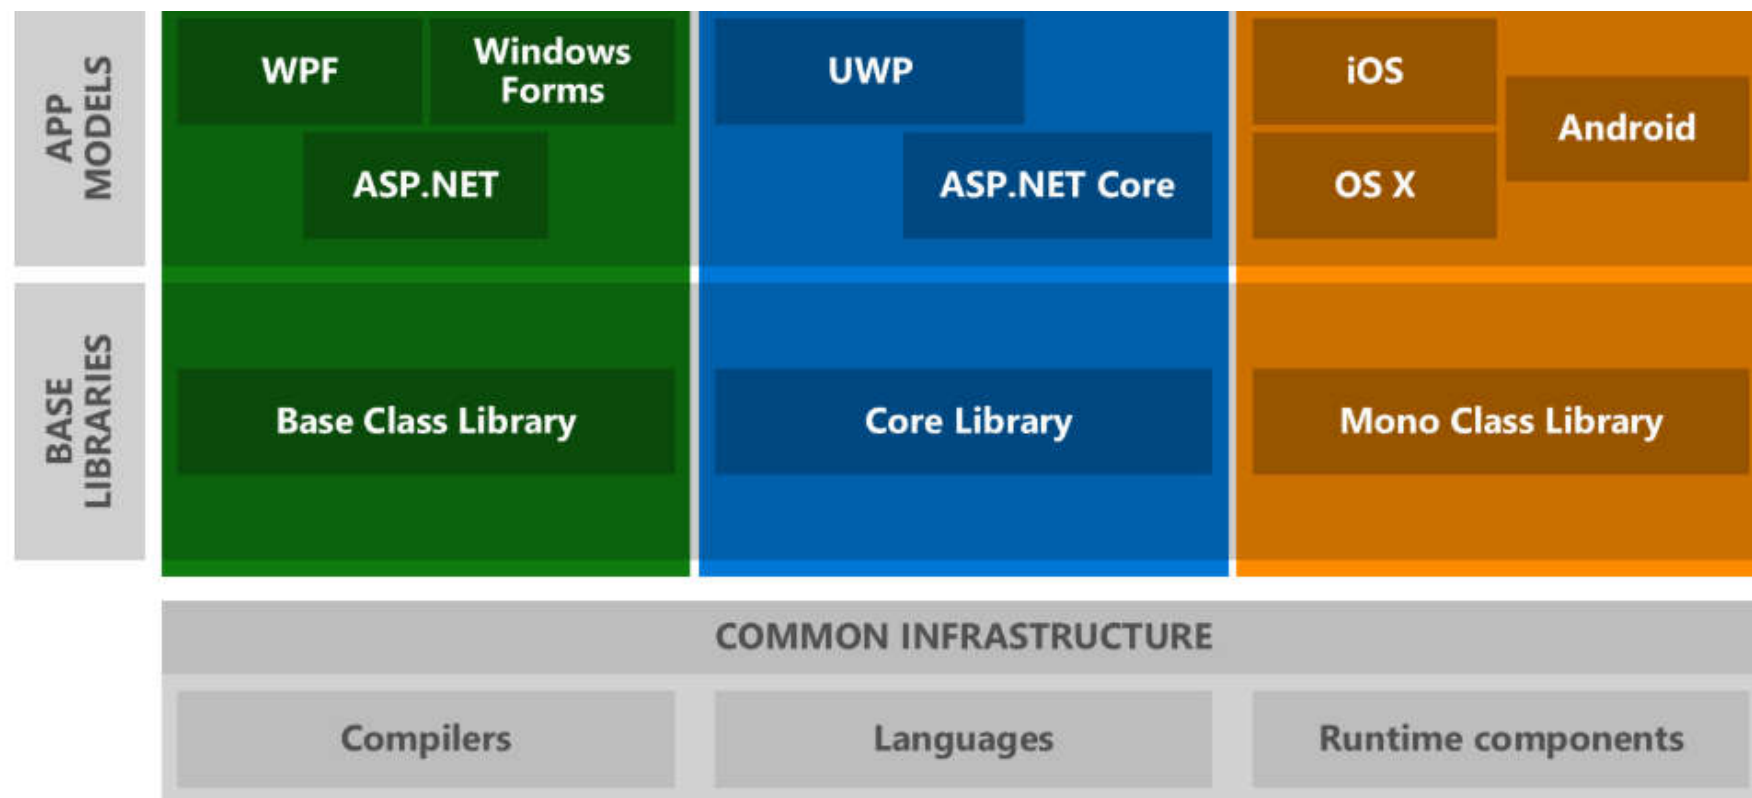 APP
MODELS
WPF
Windows
Forms
ASP.NET
UWP
ASP.NET Core
iOS
Android
OS X
BASE
LIBRARIES
Base Class Library
Core Library
Mono Class Library
COMMON INFRASTRUCTURE
Compilers
Languages
Runtime components